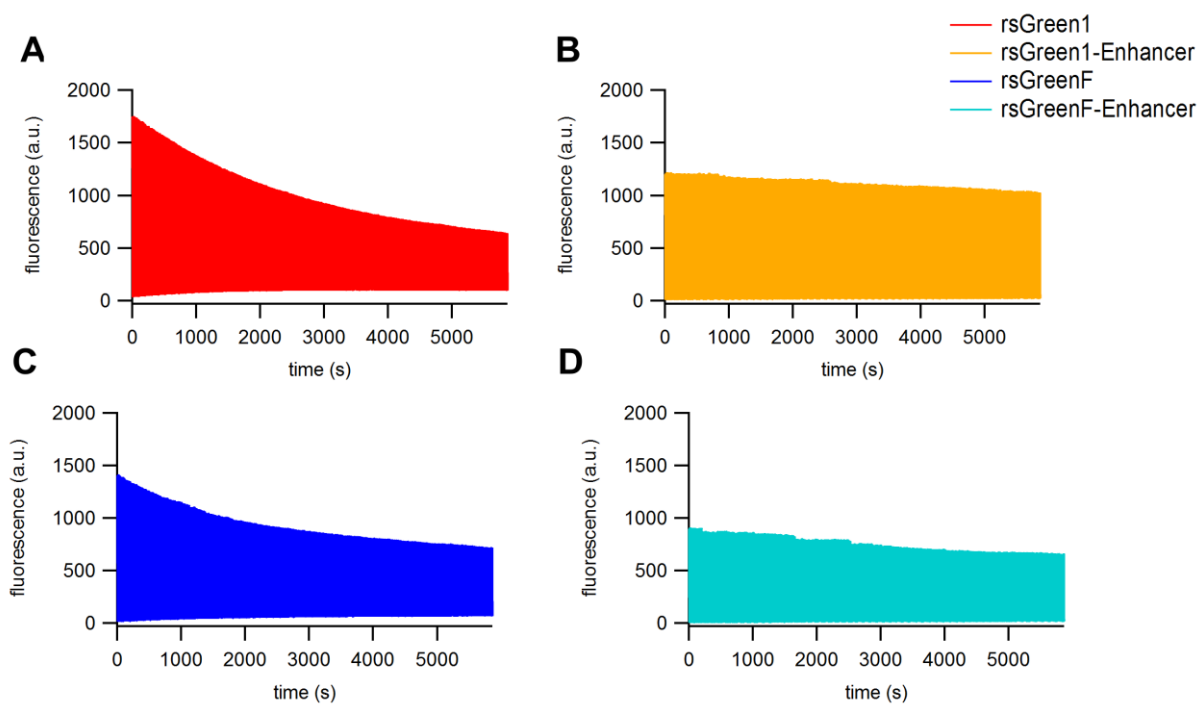 rsGreen1
rsGreen1-Enhancer
rsGreenF
rsGreenF-Enhancer
A
2000
1500
1000
500
0
fluorescence (a.u.)
0 1000 2000 3000 4000 5000
time (s)
B
2000
1500
1000
500
0
fluorescence (a.u.)
0 1000 2000 3000 4000 5000
time (s)
C
2000
1500
1000
500
0
fluorescence (a.u.)
0 1000 2000 3000 4000 5000
time (s)
D
2000
1500
1000
500
0
fluorescence (a.u.)
0 1000 2000 3000 4000 5000
time (s)